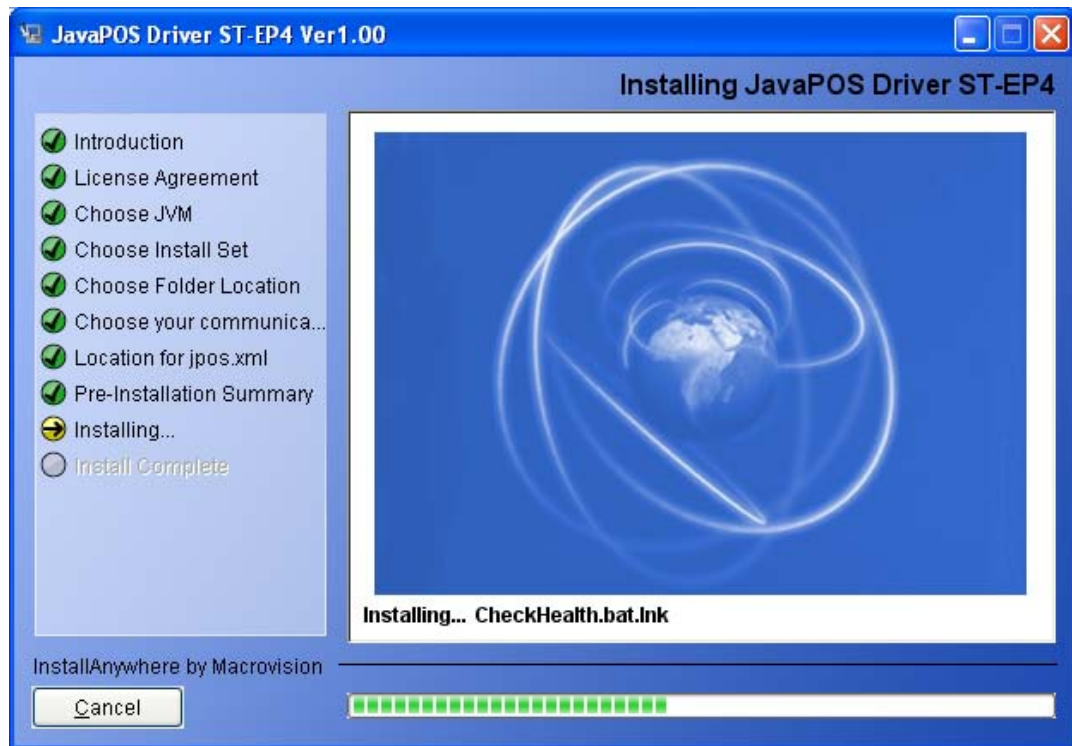 JavaPOS Driver ST-EP4 Ver1.00
Installing JavaPOS Driver ST-EP4
Introduction
License Agreement
Choose JVM
Choose Install Set
Choose Folder Location
Choose your communica...
Location for jpos.xml
Pre-Installation Summary
Installing...
Install Complete
Installing... CheckHealth.bat.lnk
InstallAnywhere by Macrovision
Cancel